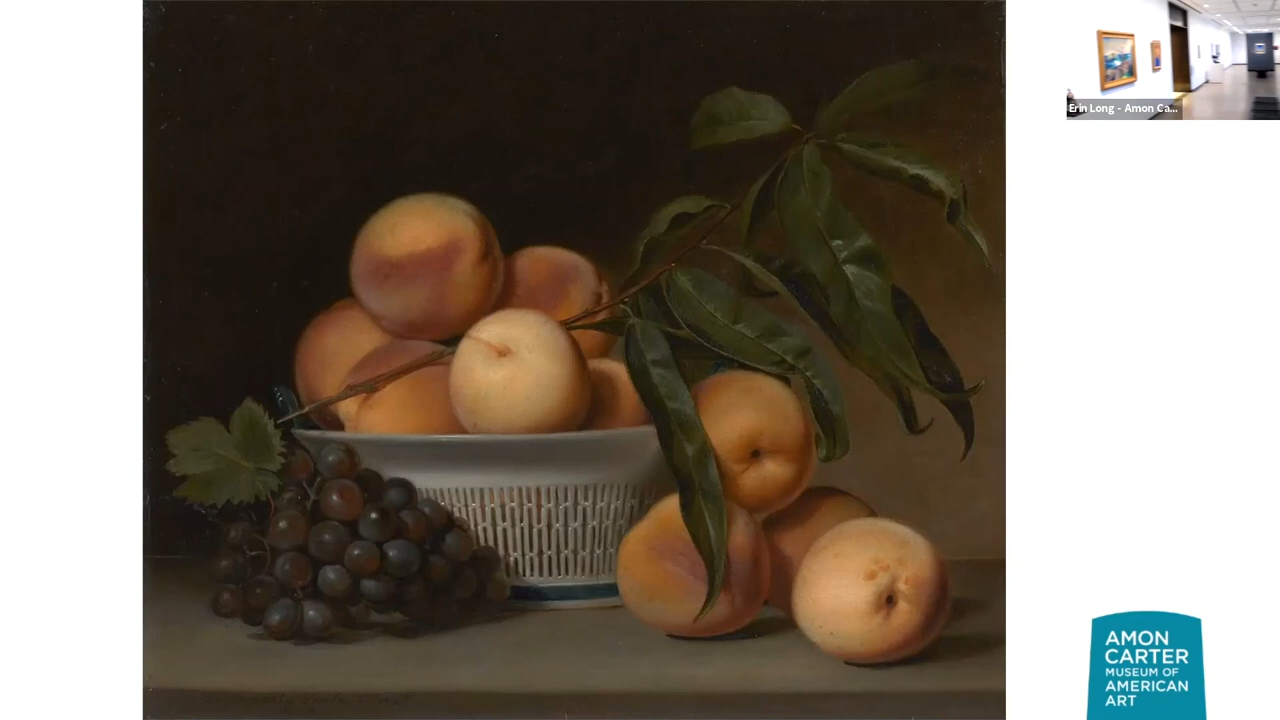 Erin Long - Amon Ca...
AMON
CARTER
MUSEUM OF
AMERICAN
ART